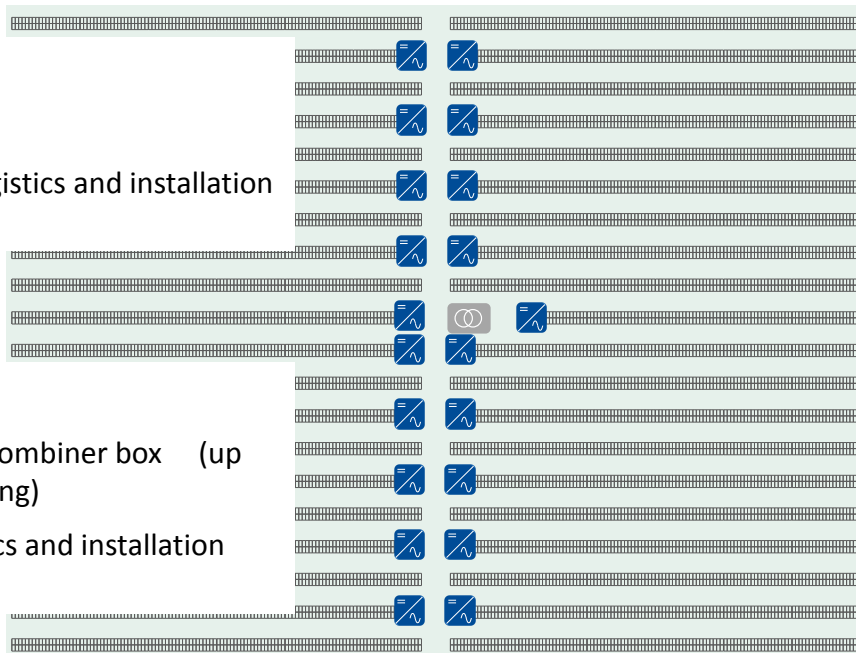 gistics and installation
ombiner box (up
ng)
cs and installation